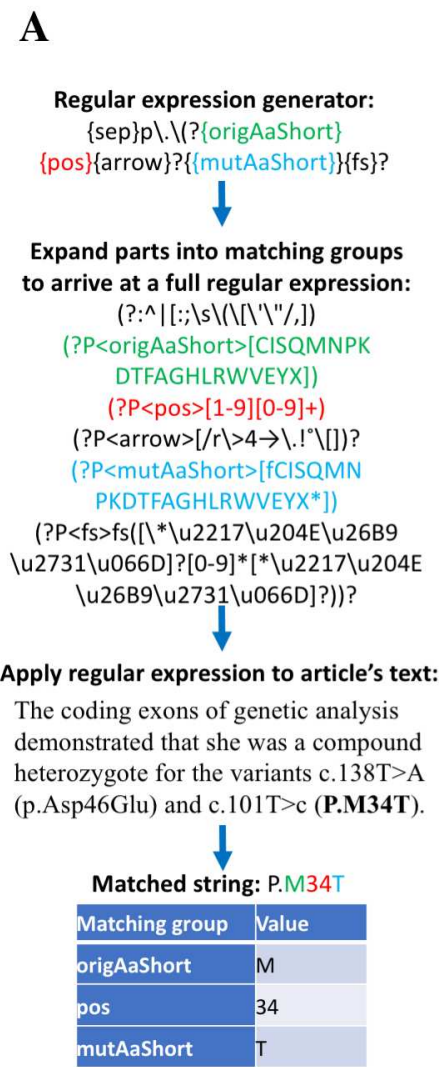 A
Regular expression generator:
{sep}p\.\(?{origAaShort}
{pos}{arrow}?{{mutAaShort}}{fs}?
Expand parts into matching groups
to arrive at a full regular expression:
(?:^|[:;\s\(\[\'\"/,])
(?P<origAaShort>[CISQMNPK
DTFAGHLRWVEYX])
(?P<pos>[1-9][0-9]+)
(?P<arrow>[/r\>4→\.!˚\[])?
(?P<mutAaShort>[fCISQMN
PKDTFAGHLRWVEYX*])
(?P<fs>fs([\*\u2217\u204E\u26B9
\u2731\u066D]?[0-9]*[*\u2217\u204E
\u26B9\u2731\u066D]?))?
Apply regular expression to article's text:
The coding exons of genetic analysis
demonstrated that she was a compound
heterozygote for the variants c.138T>A
(p.Asp46Glu) and c.101T>c (P.M34T).
Matched string: P.M34T
Matching group Value
origAaShort M
pos 34
mutAaShort T